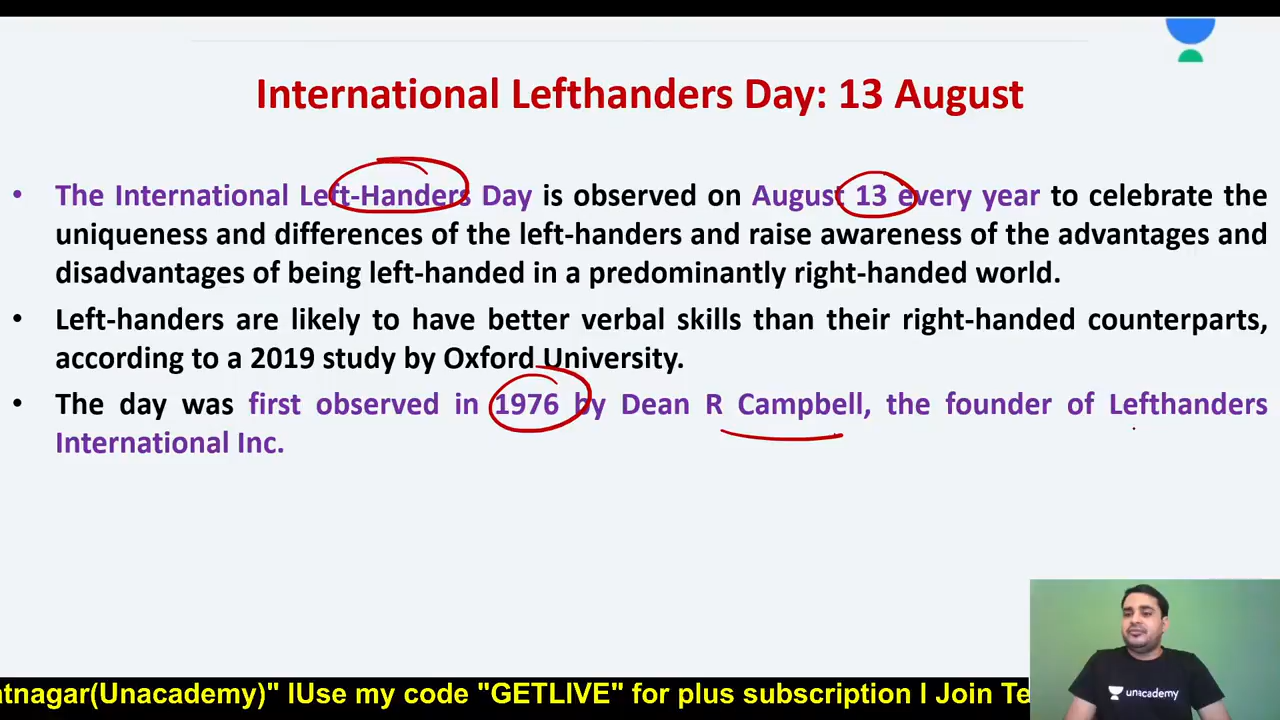 International Lefthanders Day: 13 August
• The International Left-Handers Day is observed on August 13 every year to celebrate the
uniqueness and differences of the left-handers and raise awareness of the advantages and
disadvantages of being left-handed in a predominantly right-handed world.
• Left-handers are likely to have better verbal skills than their right-handed counterparts,
according to a 2019 study by Oxford University.
• The day was first observed in 1976 by Dean R Campbell, the founder of Lefthanders
International Inc.
unacademy
atnagar(Unacademy)" lUse my code "GETLIVE" for plus subscription I Join Te